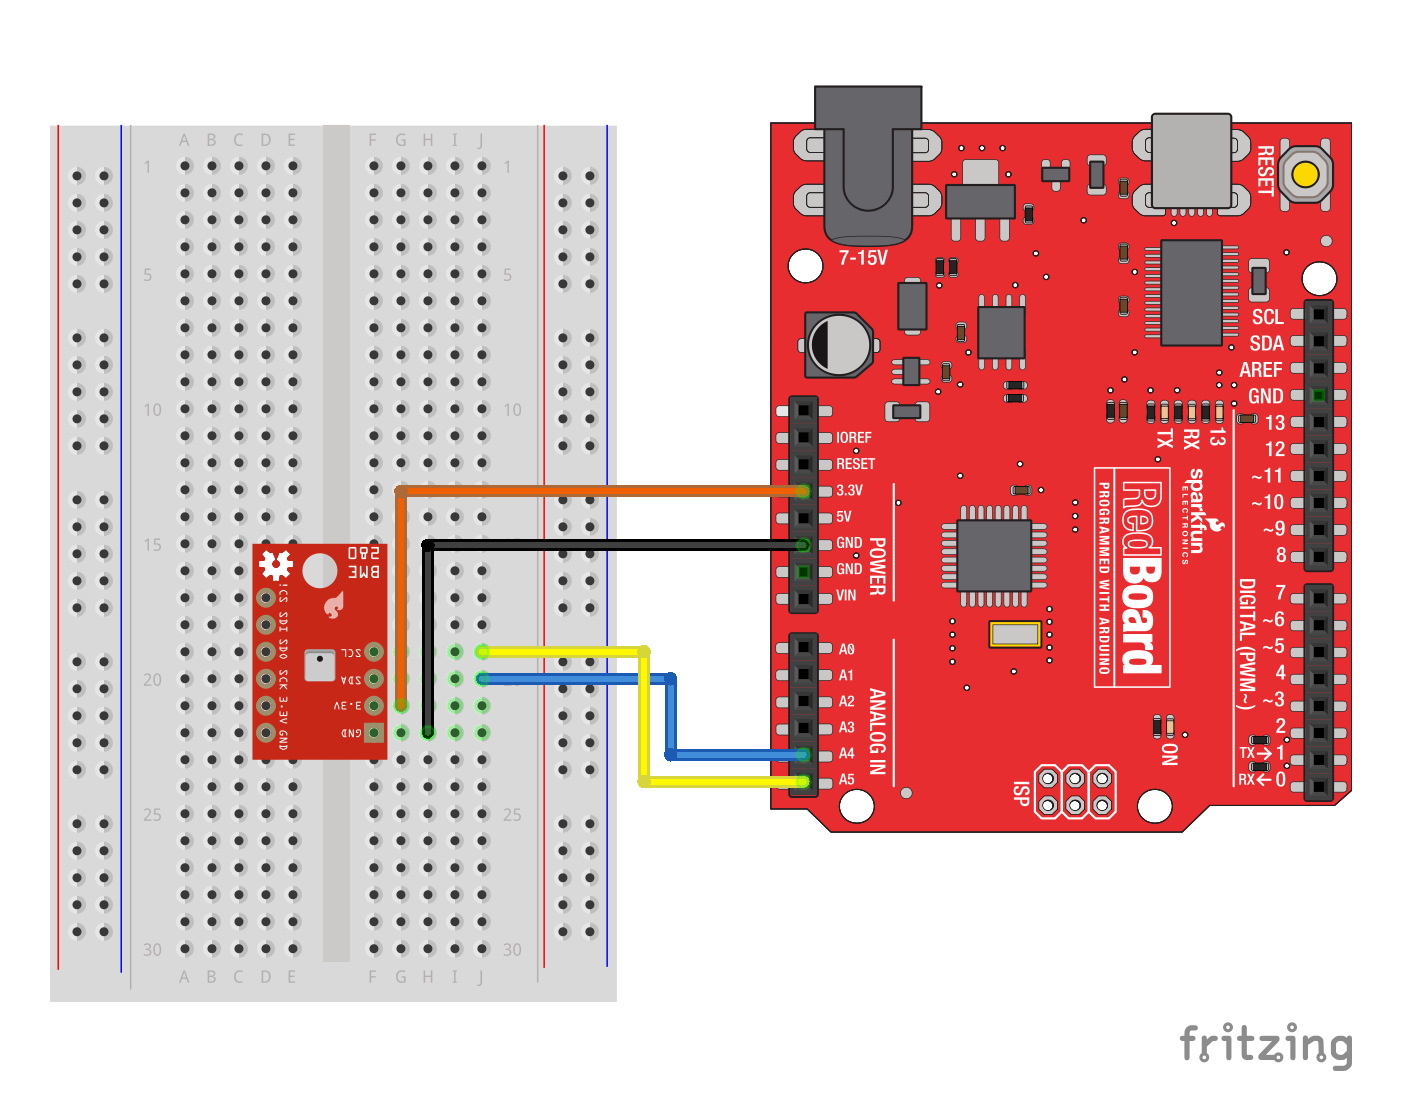 A B C D E F G H I J
1 1
5 5
10 10
15 15
20 20
25 25
30 30
A B C D E F G H I J
BME
280
!CS
SDI
SDO
SCK
3.3V
GND
SCL
SDA
3.3V
GND
7-15V
RESET
IOREF
RESET
3.3V
5V
GND
GND
VIN
POWER
A0
A1
A2
A3
A4
A5
ANALOG IN
SCL
SDA
AREF
GND
13
12
~11
~10
~9
8
7
~6
~5
4
~3
2
TX→1
RX←0
DIGITAL (PWM~)
TX
RX
13
sparkfun
ELECTRONICS
RedBoard
PROGRAMMED WITH ARDUINO
ON
ISP
fritzing